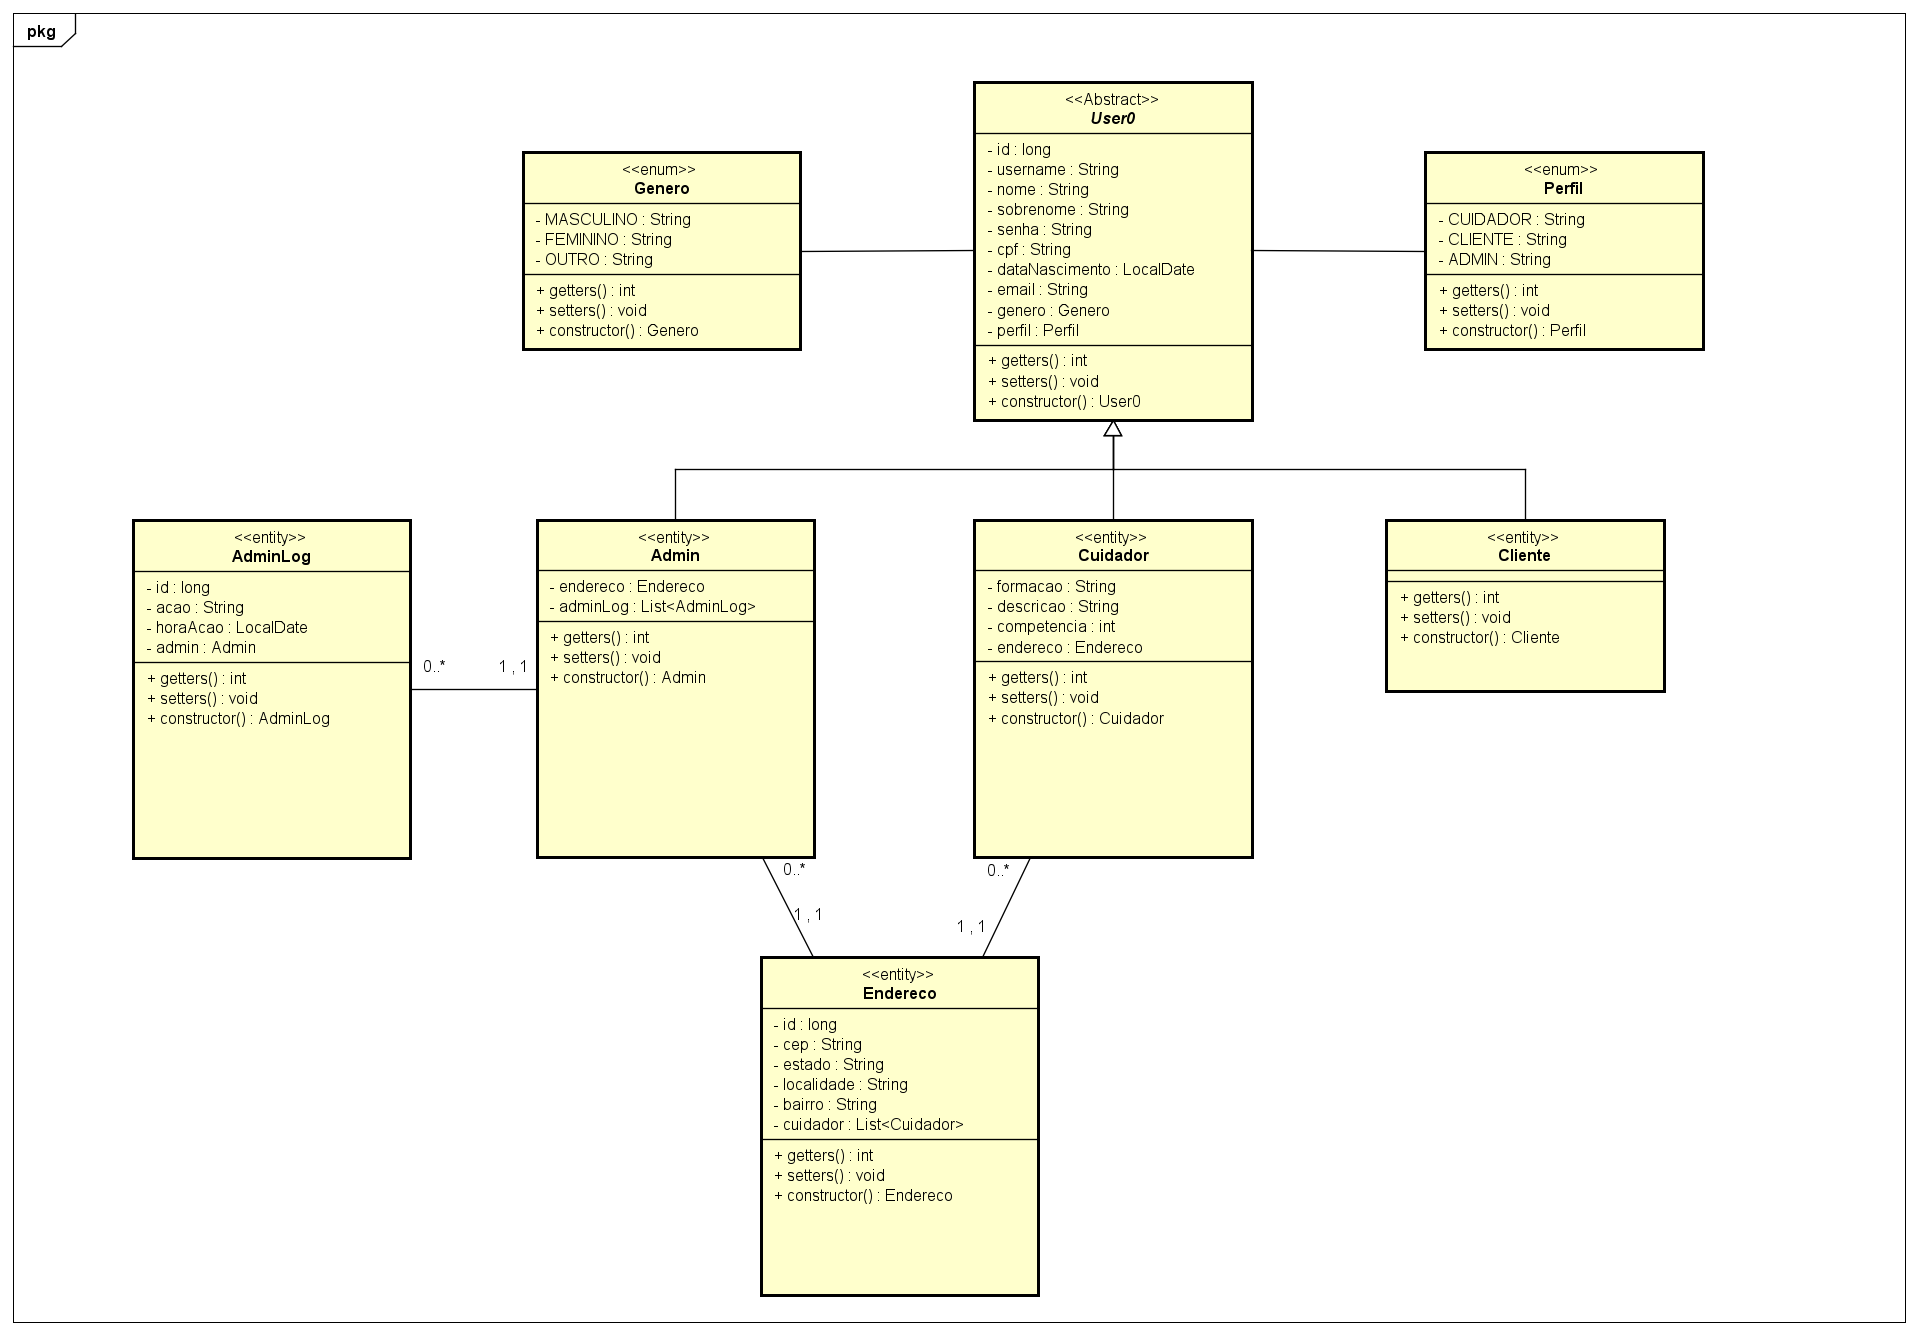 pkg
<<Abstract>>
User0
- id : long
- username : String
- nome : String
- sobrenome : String
- senha : String
- cpf : String
- dataNascimento : LocalDate
- email : String
- genero : Genero
- perfil : Perfil
+ getters() : int
+ setters() : void
+ constructor() : User0
<<enum>>
Genero
- MASCULINO : String
- FEMININO : String
- OUTRO : String
+ getters() : int
+ setters() : void
+ constructor() : Genero
<<enum>>
Perfil
- CUIDADOR : String
- CLIENTE : String
- ADMIN : String
+ getters() : int
+ setters() : void
+ constructor() : Perfil
<<entity>>
AdminLog
- id : long
- acao : String
- horaAcao : LocalDate
- admin : Admin
+ getters() : int
+ setters() : void
+ constructor() : AdminLog
0..*
1 , 1
<<entity>>
Admin
- endereco : Endereco
- adminLog : List<AdminLog>
+ getters() : int
+ setters() : void
+ constructor() : Admin
<<entity>>
Cuidador
- formacao : String
- descricao : String
- competencia : int
- endereco : Endereco
+ getters() : int
+ setters() : void
+ constructor() : Cuidador
<<entity>>
Cliente
+ getters() : int
+ setters() : void
+ constructor() : Cliente
0..*
1 , 1
0..*
1 , 1
<<entity>>
Endereco
- id : long
- cep : String
- estado : String
- localidade : String
- bairro : String
- cuidador : List<Cuidador>
+ getters() : int
+ setters() : void
+ constructor() : Endereco